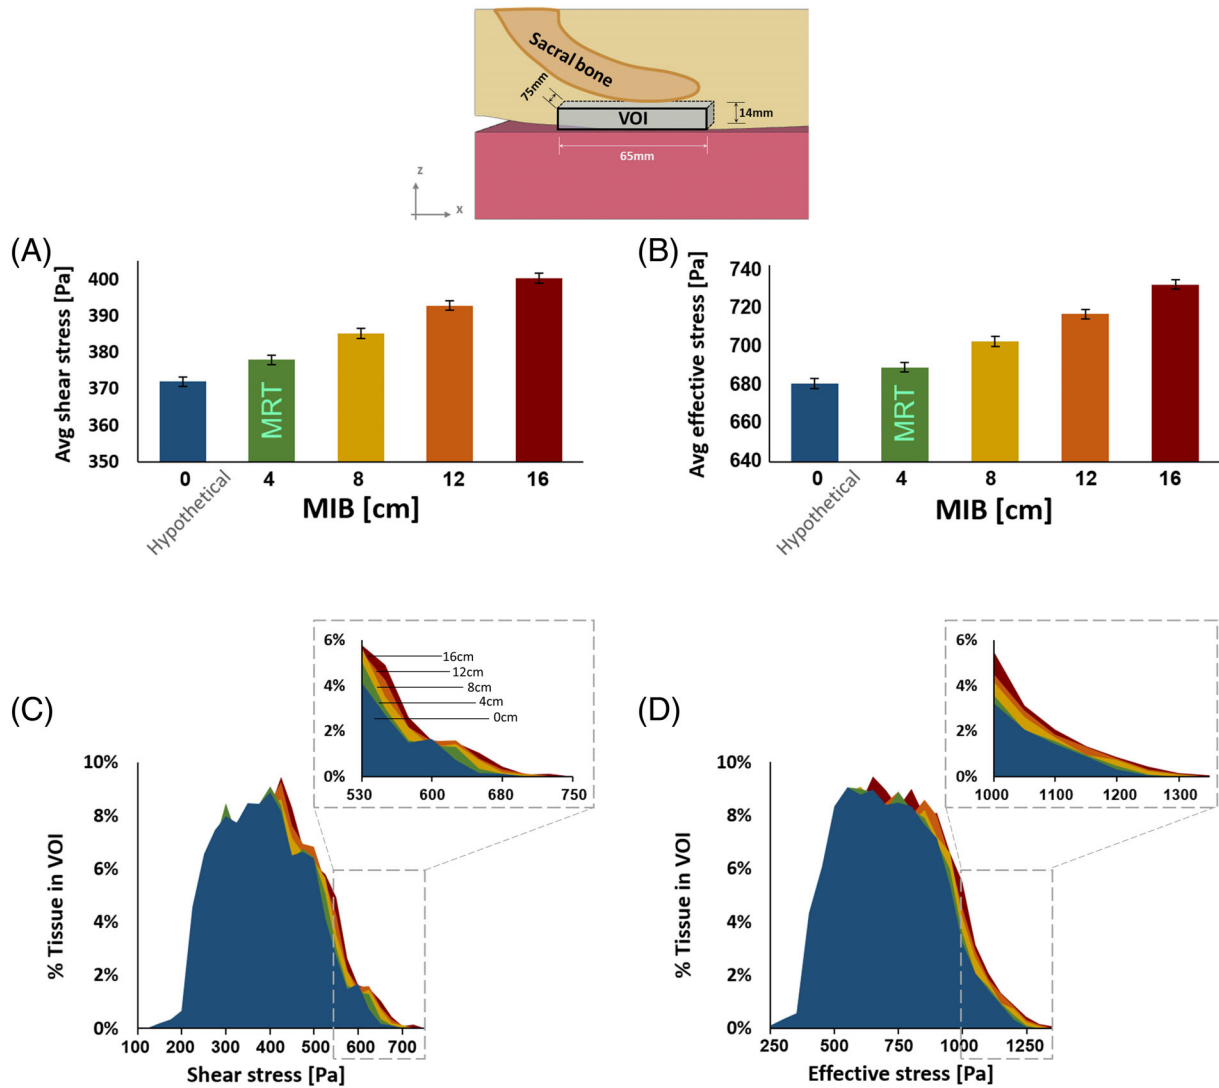 Sacral bone
75mm
14mm
VOI
65mm
z
x
(A)
Avg shear stress [Pa]
400
390
380
370
360
350
MRT
0
4
8
12
16
Hypothetical
MIB [cm]
(B)
Avg effective stress [Pa]
740
720
700
680
660
640
MRT
0
4
8
12
16
Hypothetical
MIB [cm]
(C)
6%
4%
2%
0%
16cm
12cm
8cm
4cm
0cm
530
600
680
750
% Tissue in VOI
10%
8%
6%
4%
2%
0%
100
200
300
400
500
600
700
Shear stress [Pa]
(D)
6%
4%
2%
0%
1000
1100
1200
1300
% Tissue in VOI
10%
8%
6%
4%
2%
0%
250
500
750
1000
1250
Effective stress [Pa]